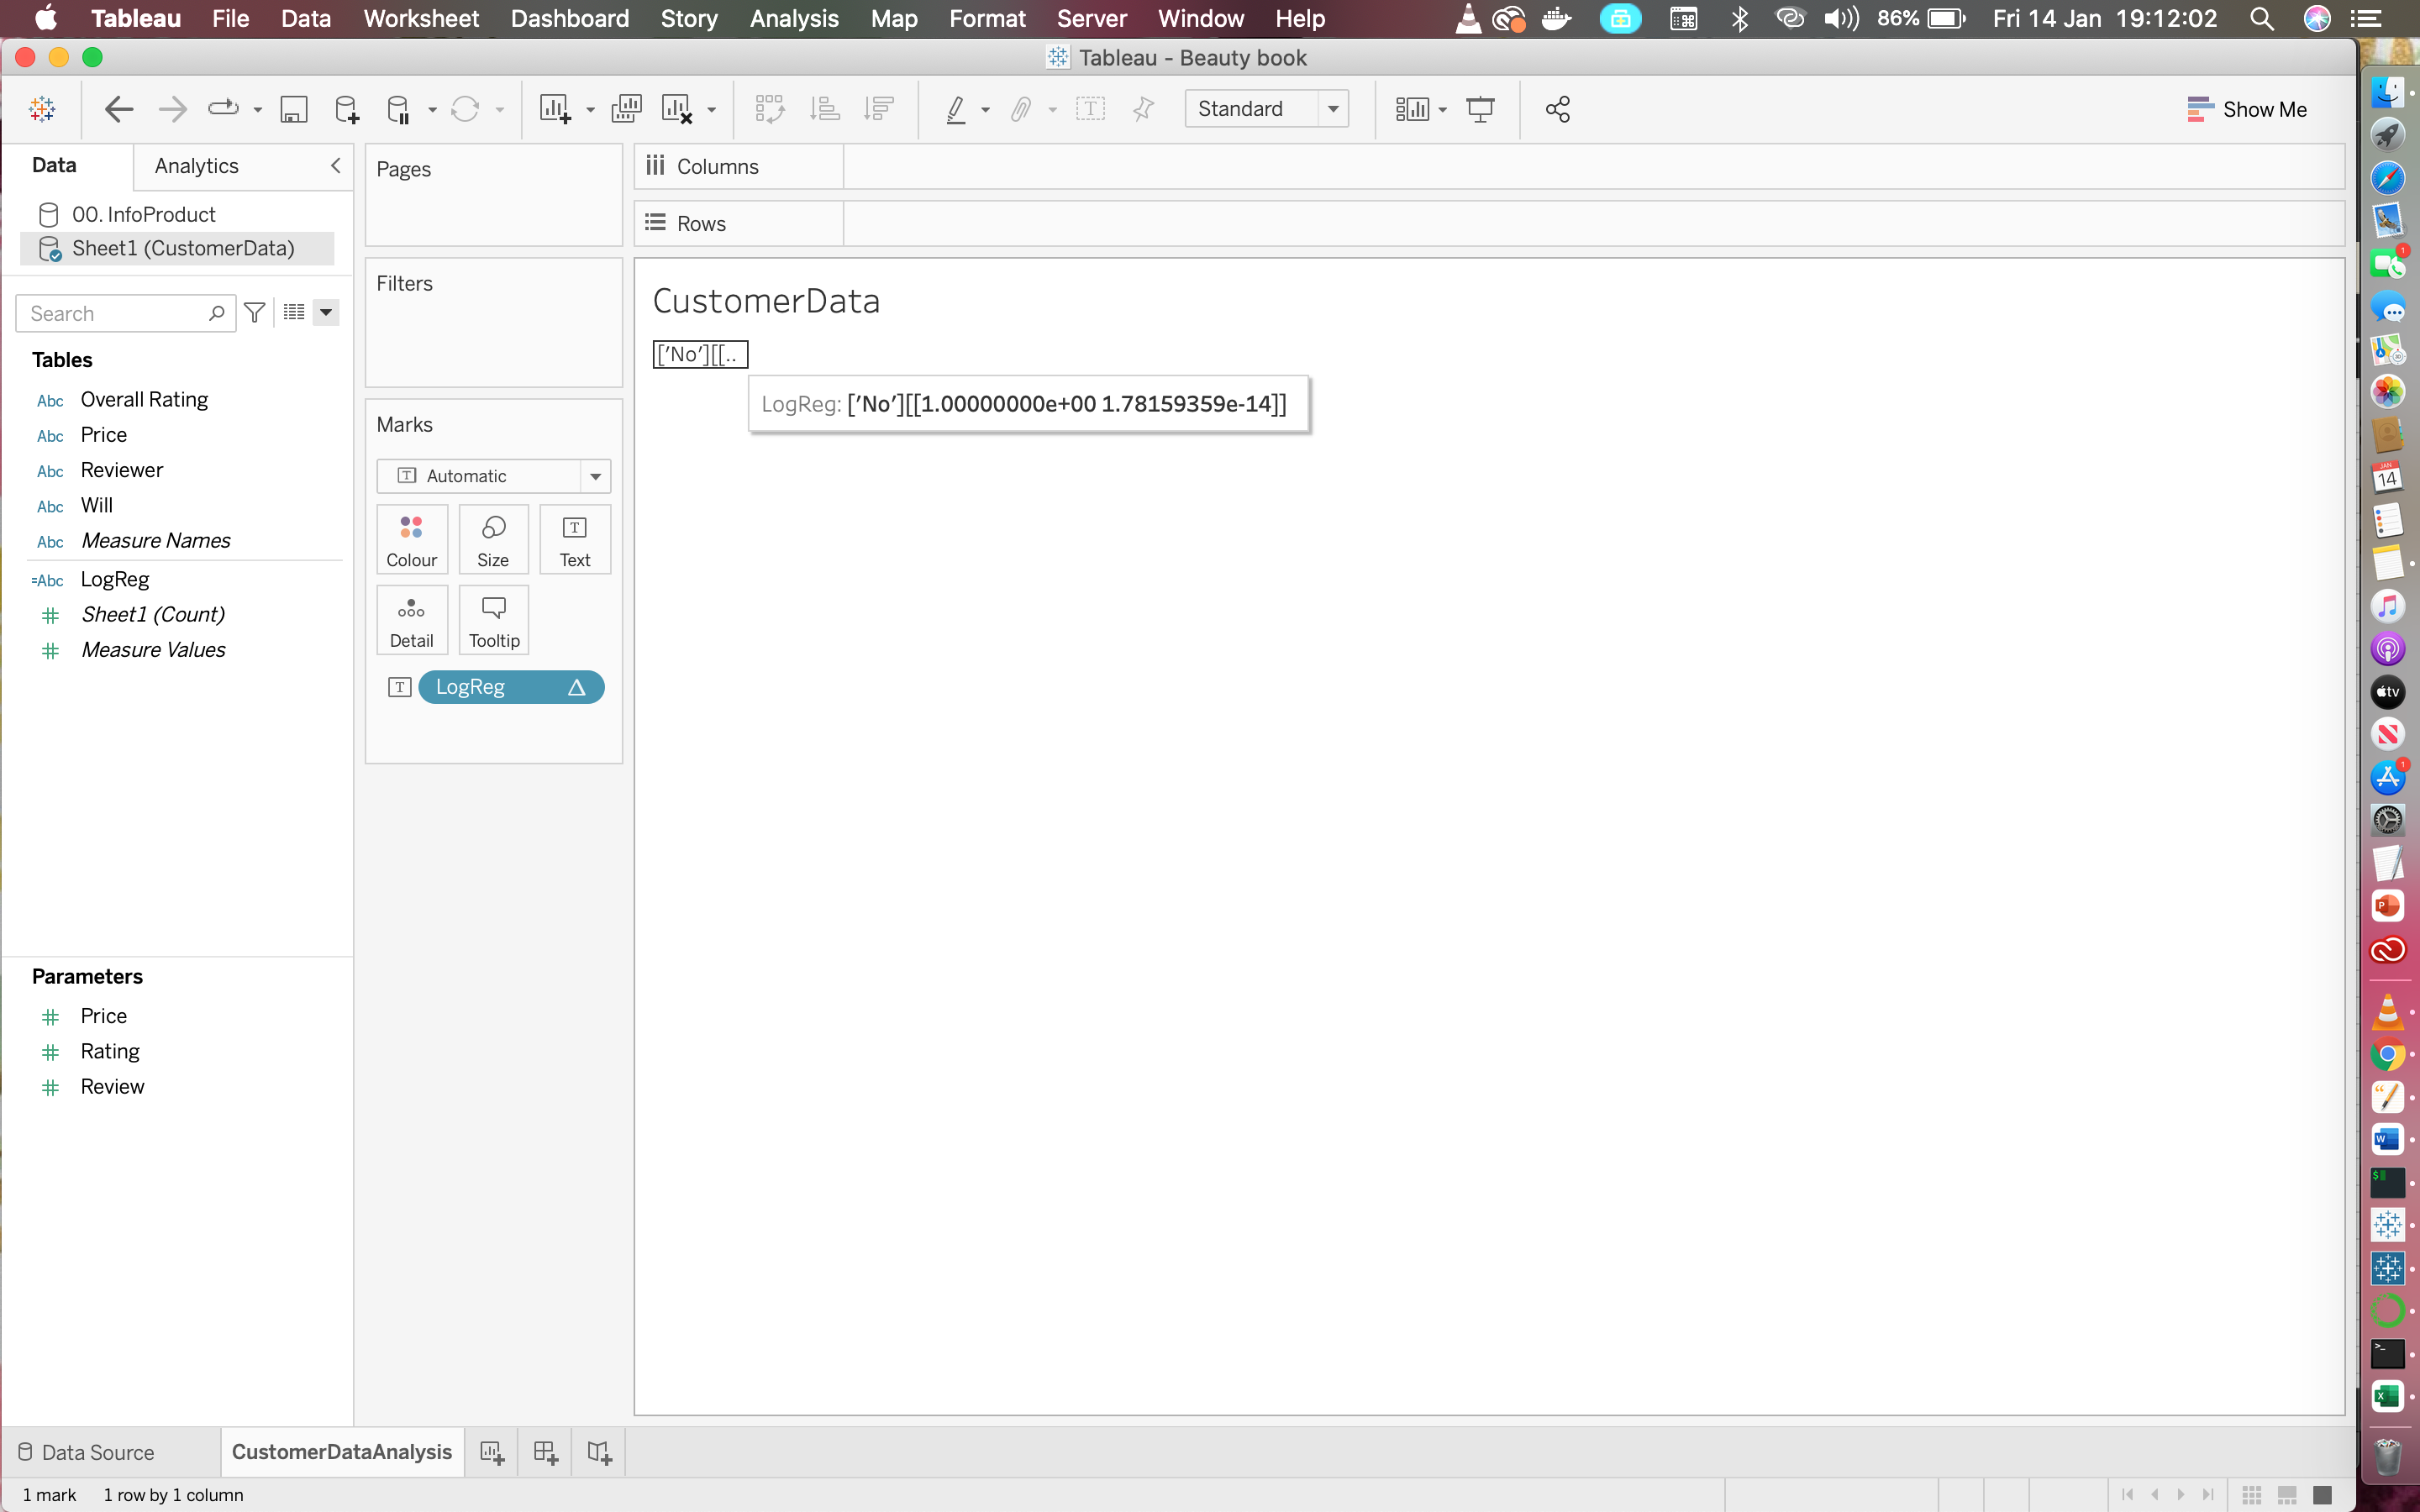 Tableau File Data Worksheet Dashboard Story Analysis Map Format Server Window Help 86% Fri 14 Jan 19:12:02
Tableau - Beauty book
Standard
Show Me
Data Analytics
00. InfoProduct
Sheet1 (CustomerData)
Search
Tables
Abc Overall Rating
Abc Price
Abc Reviewer
Abc Will
Abc Measure Names
=Abc LogReg
# Sheet1 (Count)
# Measure Values
Parameters
# Price
# Rating
# Review
Pages
Filters
Marks
T Automatic
Colour Size Text
Detail Tooltip
T LogReg Δ
Columns
Rows
CustomerData
['No'][[..
LogReg: ['No'][[1.00000000e+00 1.78159359e-14]]
Data Source CustomerDataAnalysis
1 mark 1 row by 1 column
1
JAN
14
tv
1
P
W
$
>_
X